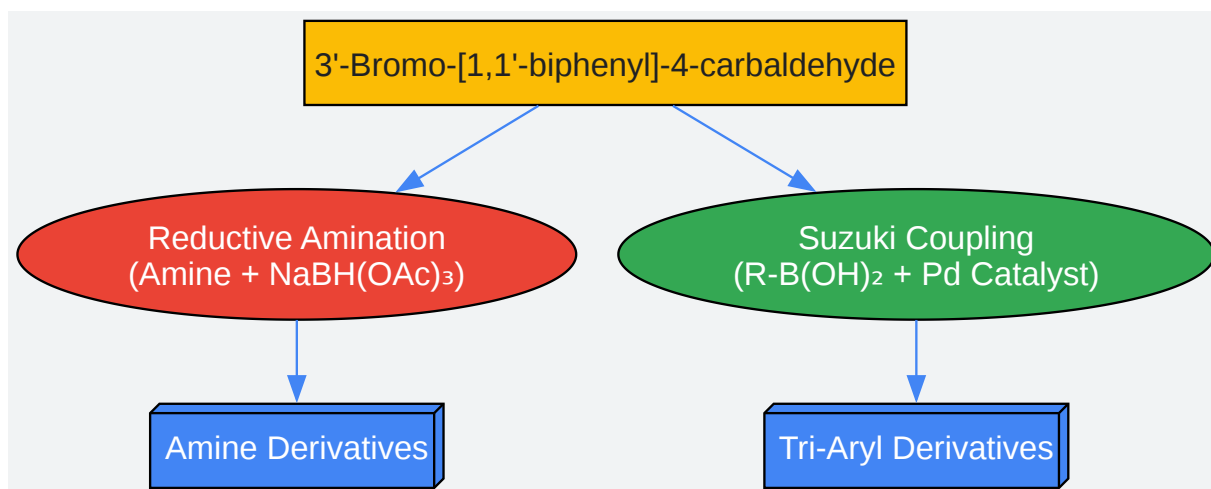 3'-Bromo-[1,1'-biphenyl]-4-carbaldehyde
Reductive Amination
(Amine + NaBH(OAc)₃)
Suzuki Coupling
(R-B(OH)₂ + Pd Catalyst)
Amine Derivatives
Tri-Aryl Derivatives